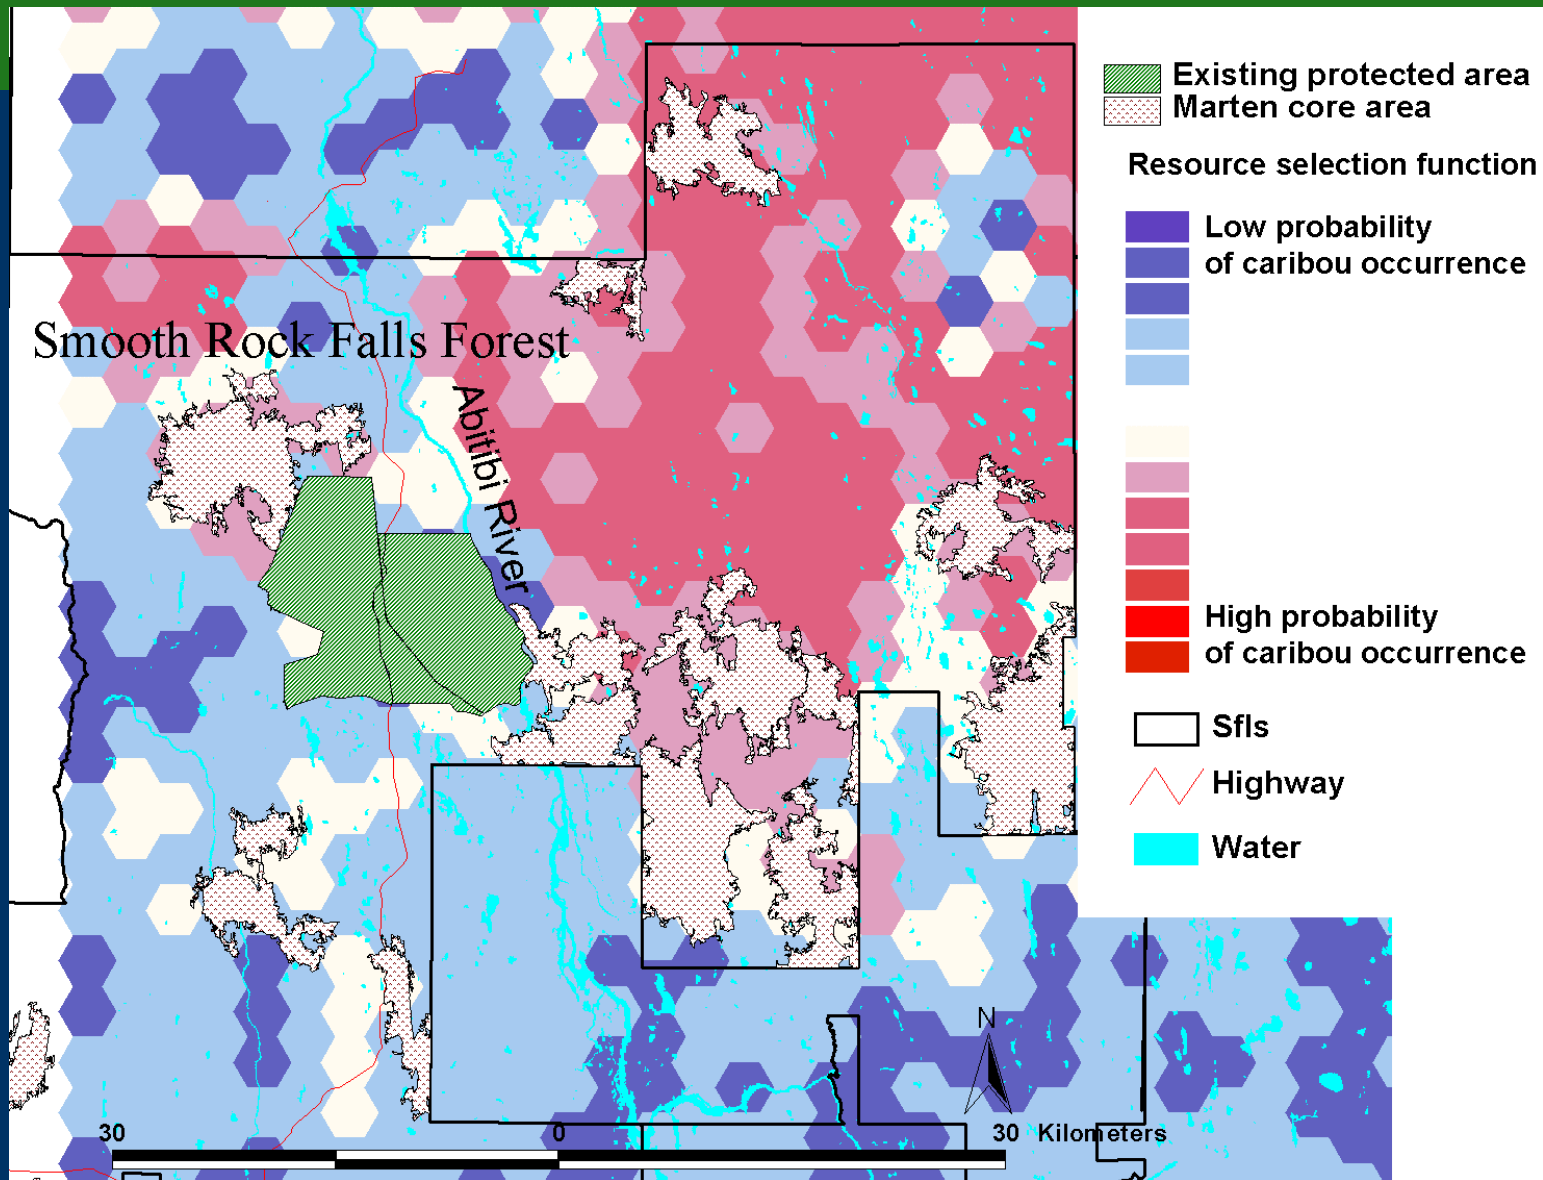 Existing protected area
Marten core area
Resource selection function
Low probability
of caribou occurrence
High probability
of caribou occurrence
Sfls
Highway
Water
Smooth Rock Falls Forest
Abitibi River
N
30 0 30 Kilometers